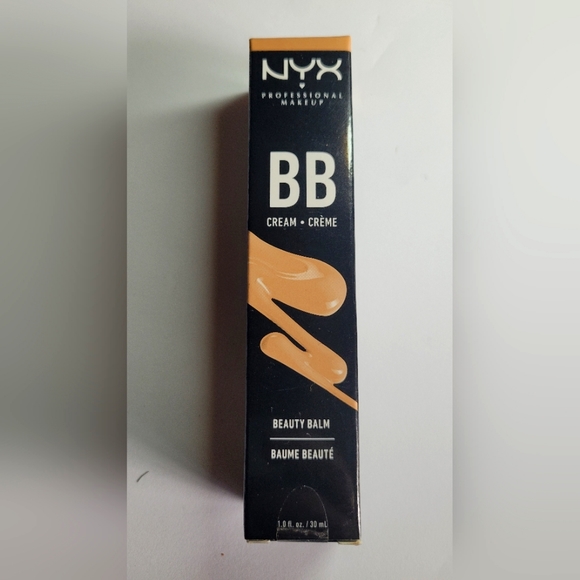 NYX
PROFESSIONAL
MAKEUP
BB
CREAM • CRÈME
BEAUTY BALM
BAUME BEAUTÉ
1.0 fl. oz. / 30 mL